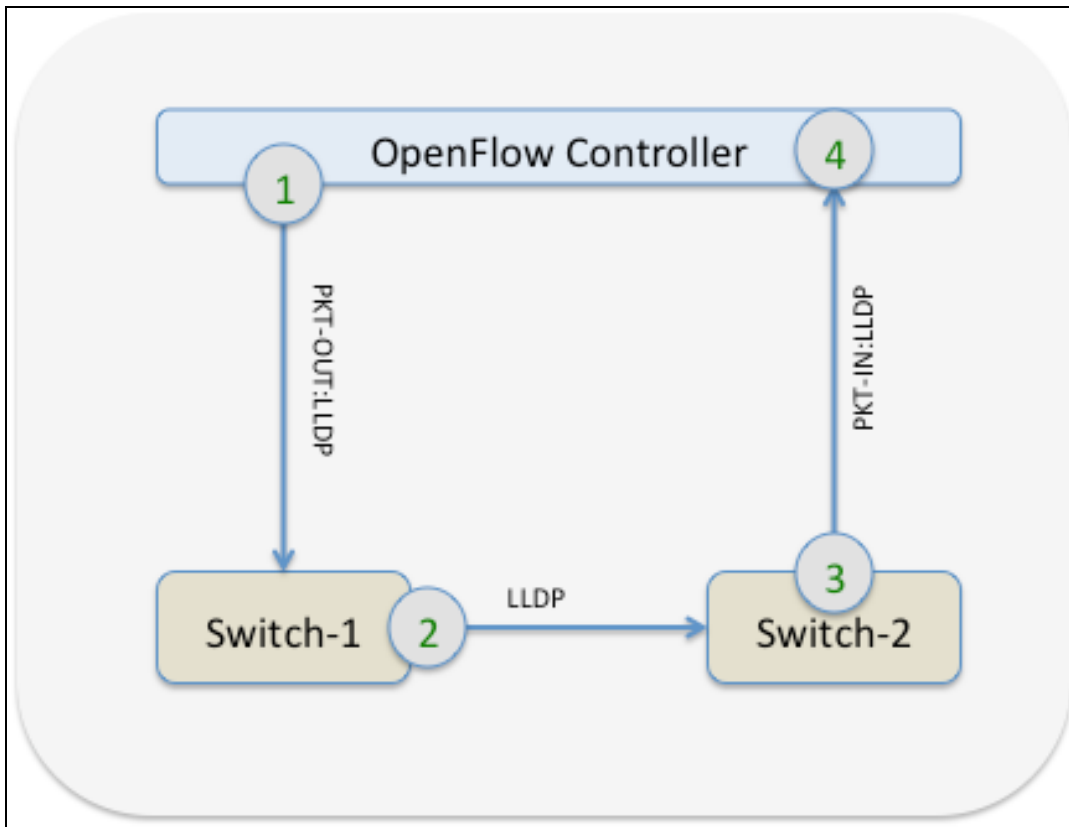 OpenFlow Controller
4
1
PKT-OUT:LLDP
PKT-IN:LLDP
3
Switch-1
2
LLDP
Switch-2